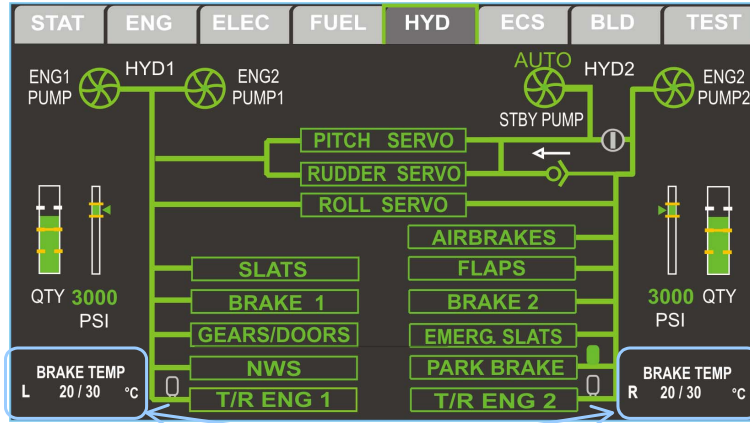 STAT ENG ELEC FUEL HYD ECS BLD TEST
ENG1 PUMP
HYD1
ENG2 PUMP1
AUTO
STBY PUMP
HYD2
ENG2 PUMP2
PITCH SERVO
RUDDER SERVO
ROLL SERVO
AIRBRAKES
SLATS
FLAPS
BRAKE 1
BRAKE 2
GEARS/DOORS
EMERG. SLATS
NWS
PARK BRAKE
T/R ENG 1
T/R ENG 2
QTY 3000
PSI
3000 QTY
PSI
BRAKE TEMP
L 20 / 30 °C
BRAKE TEMP
R 20 / 30 °C